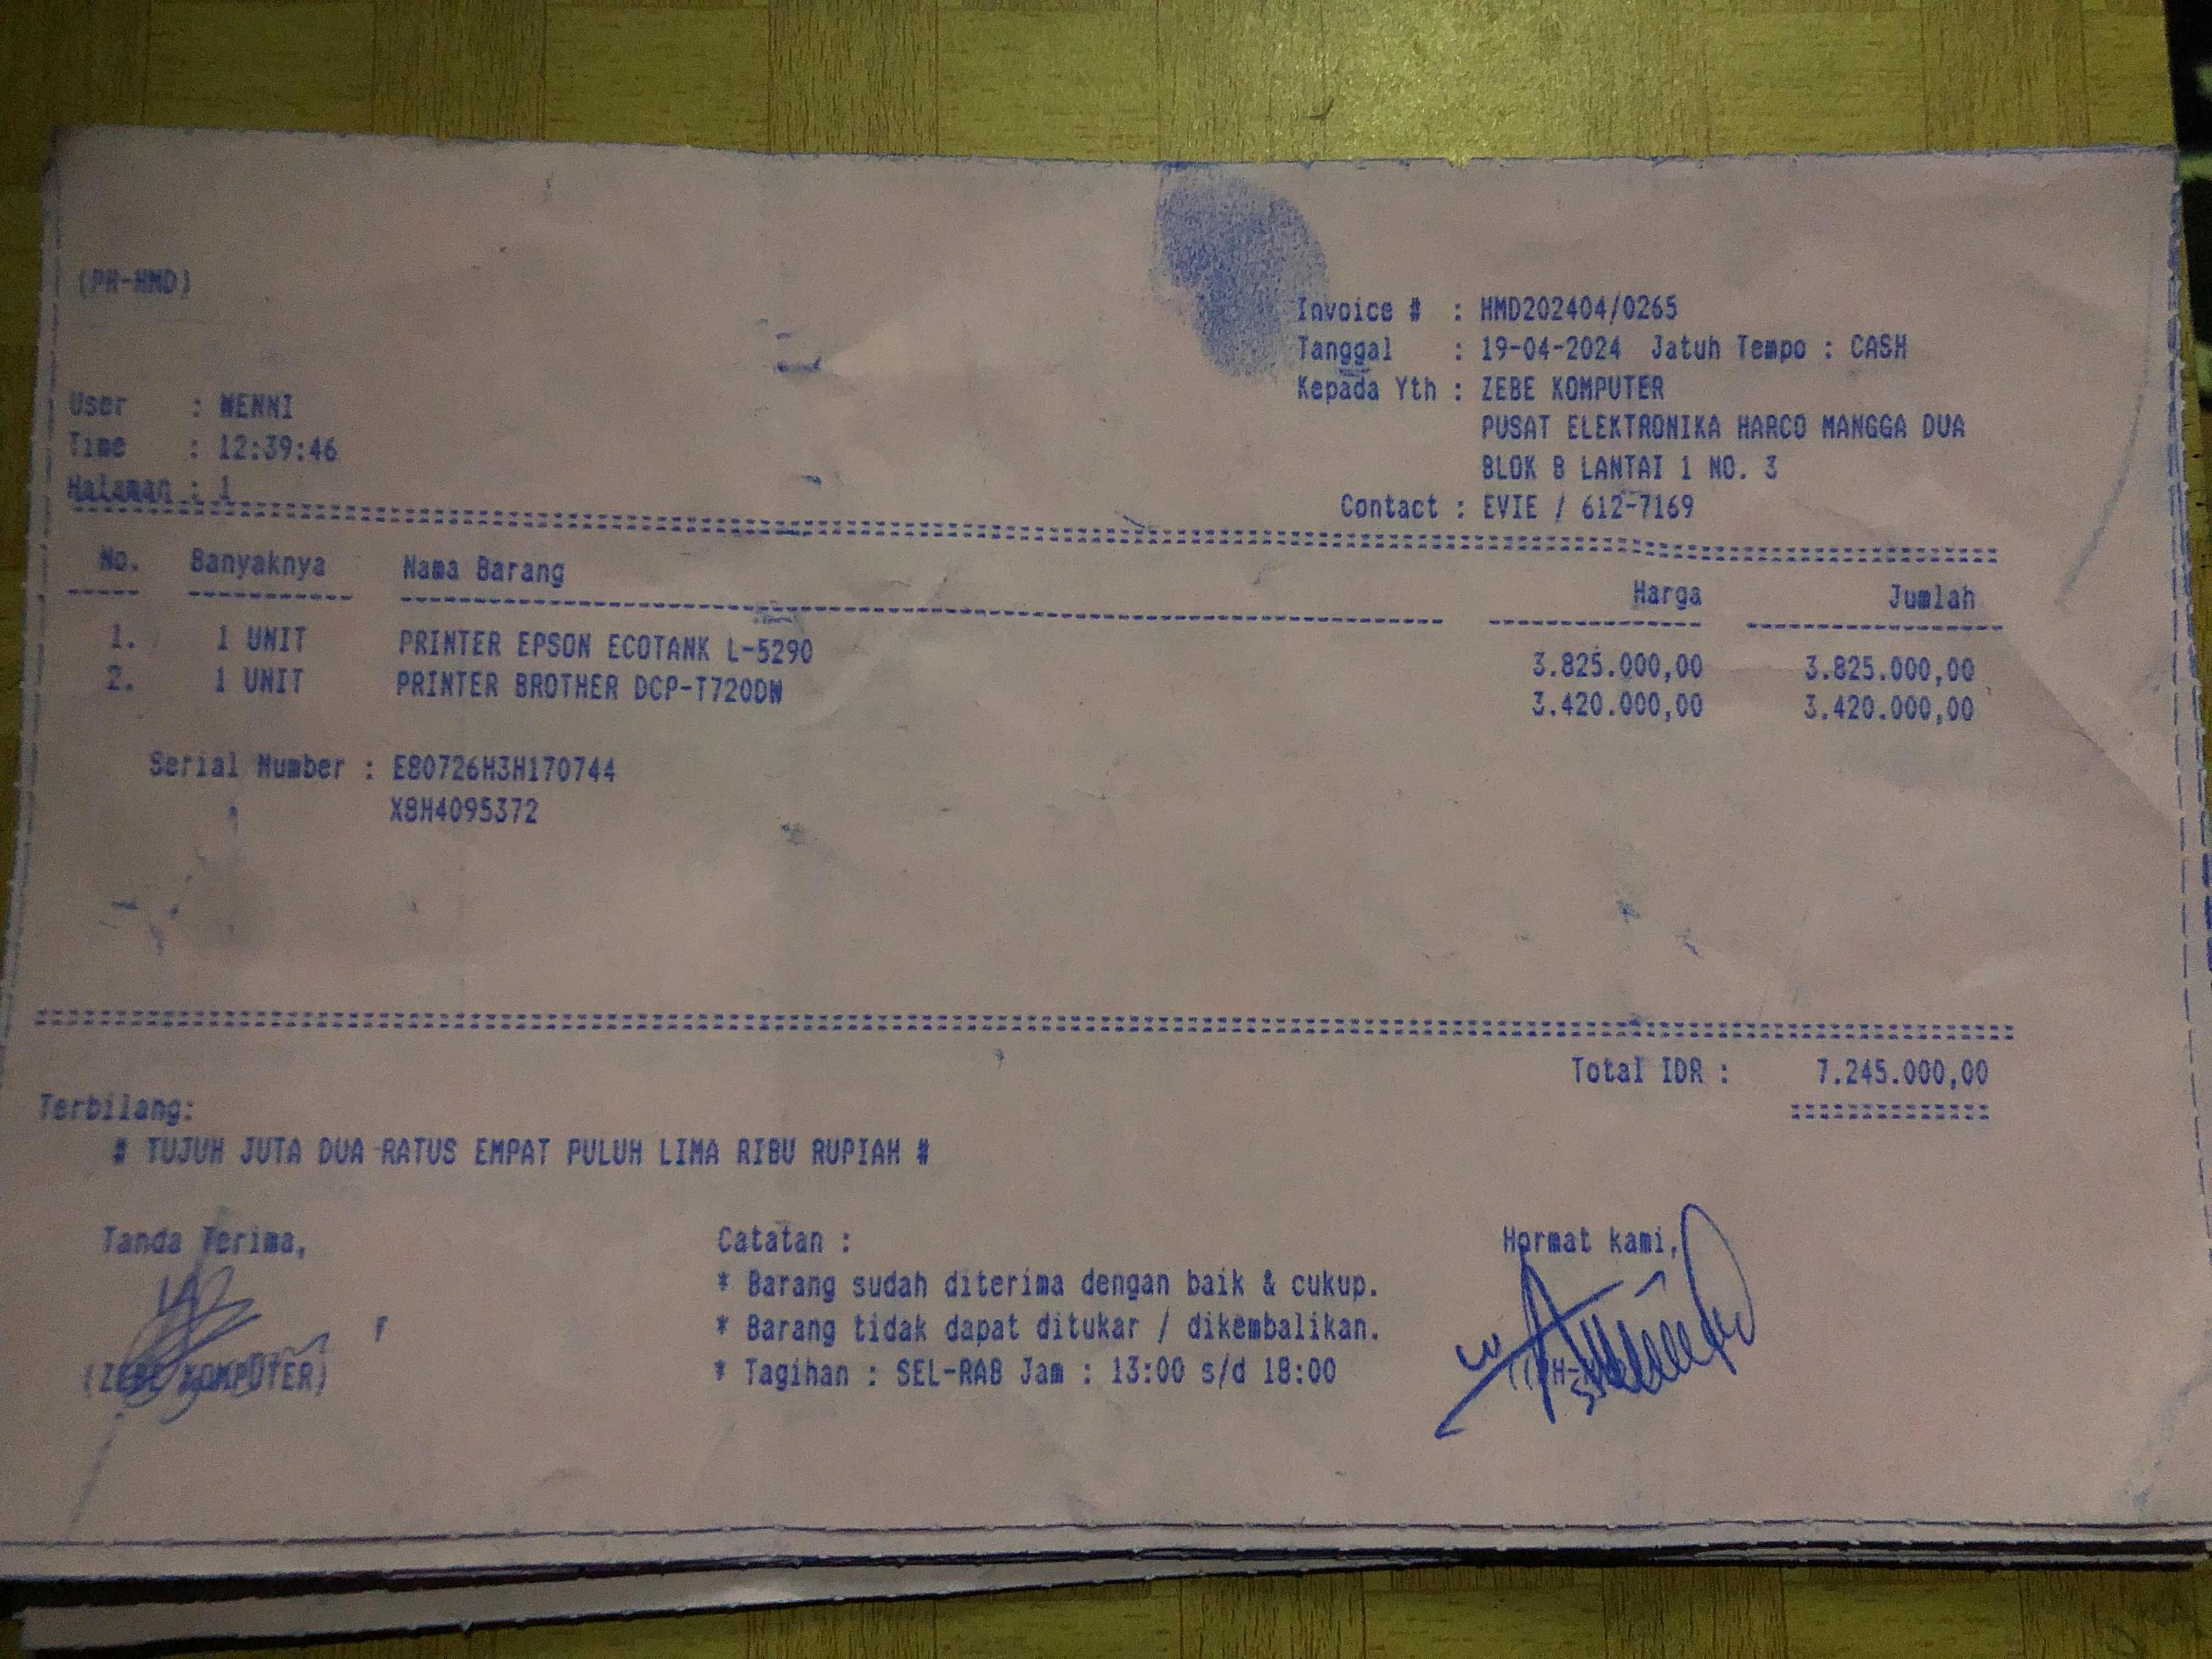 (PH-HMD)
Invoice # : HMD202404/0265
Tanggal : 19-04-2024 Jatuh Tempo : CASH
Kepada Yth : ZEBE KOMPUTER
PUSAT ELEKTRONIKA HARCO MANGGA DUA
BLOK B LANTAI 1 NO. 3
Contact : EVIE / 612-7169
User : WENNI
Time : 12:39:46
Halaman : 1
No. Banyaknya Nama Barang Harga Jumlah
1. 1 UNIT PRINTER EPSON ECOTANK L-5290 3.825.000,00 3.825.000,00
2. 1 UNIT PRINTER BROTHER DCP-T720DW 3.420.000,00 3.420.000,00
Serial Number : E80726H3H170744
X8H4095372
Total IDR : 7.245.000,00
Terbilang:
# TUJUH JUTA DUA RATUS EMPAT PULUH LIMA RIBU RUPIAH #
Tanda Terima,
(ZEBE KOMPUTER)
Catatan :
* Barang sudah diterima dengan baik & cukup.
* Barang tidak dapat ditukar / dikembalikan.
* Tagihan : SEL-RAB Jam : 13:00 s/d 18:00
Hormat kami,